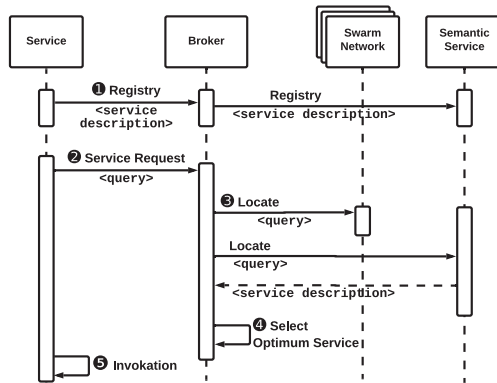 Service
Broker
Swarm
Network
Semantic
Service
❶ Registry
<service
description>
Registry
<service description>
❷ Service Request
<query>
❸ Locate
<query>
Locate
<query>
<service description>
❹ Select
Optimum Service
❺ Invokation